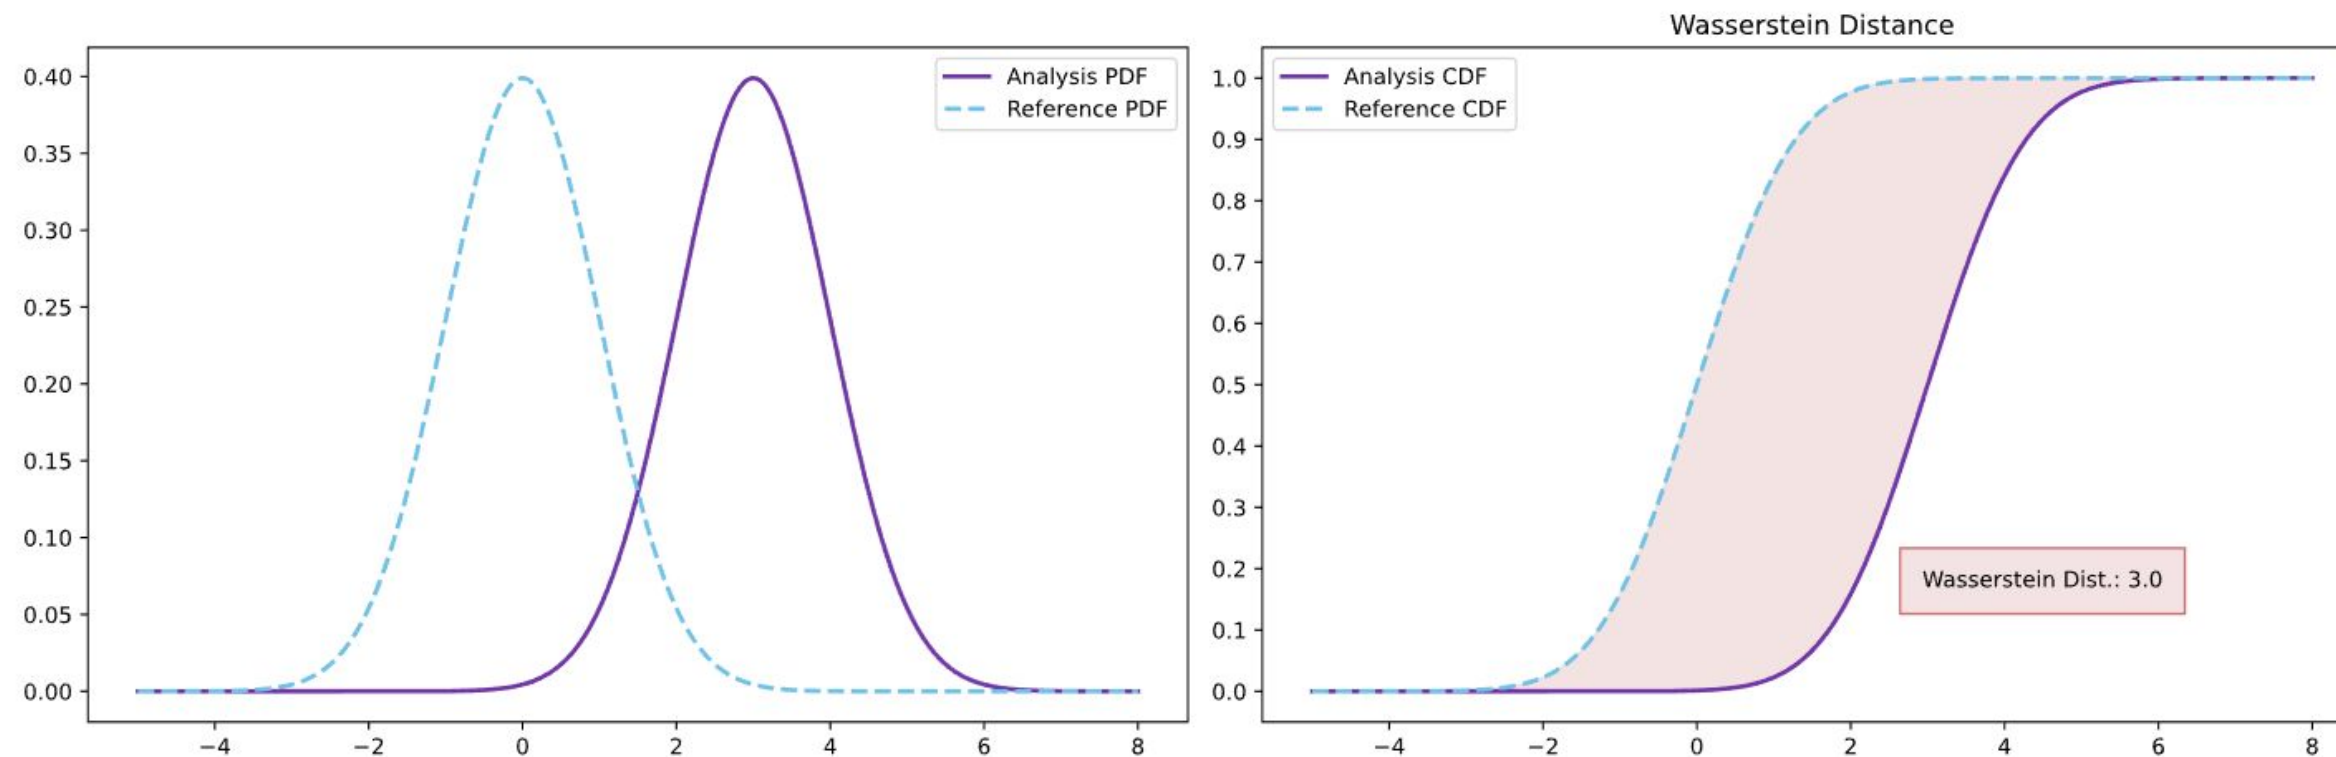 Analysis PDF
Reference PDF
0.40
0.35
0.30
0.25
0.20
0.15
0.10
0.05
0.00
−4 −2 0 2 4 6 8
Wasserstein Distance
Analysis CDF
Reference CDF
1.0
0.9
0.8
0.7
0.6
0.5
0.4
0.3
0.2
0.1
0.0
Wasserstein Dist.: 3.0
−4 −2 0 2 4 6 8